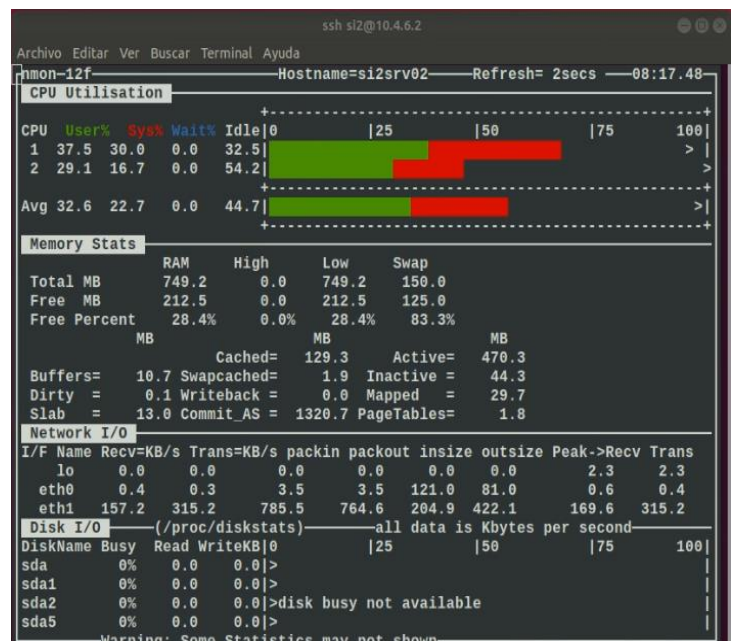 ssh si2@10.4.6.2
Archivo Editar Ver Buscar Terminal Ayuda
nmon-12f Hostname=si2srv02 Refresh= 2secs 08:17.48
CPU Utilisation
CPU User% Sys% Wait% Idle|0 |25 |50 |75 100|
1 37.5 30.0 0.0 32.5| > |
2 29.1 16.7 0.0 54.2| >
Avg 32.6 22.7 0.0 44.7| >|
Memory Stats
RAM High Low Swap
Total MB 749.2 0.0 749.2 150.0
Free MB 212.5 0.0 212.5 125.0
Free Percent 28.4% 0.0% 28.4% 83.3%
MB MB MB
Cached= 129.3 Active= 470.3
Buffers= 10.7 Swapcached= 1.9 Inactive = 44.3
Dirty = 0.1 Writeback = 0.0 Mapped = 29.7
Slab = 13.0 Commit_AS = 1320.7 PageTables= 1.8
Network I/O
I/F Name Recv=KB/s Trans=KB/s packin packout insize outsize Peak->Recv Trans
lo 0.0 0.0 0.0 0.0 0.0 0.0 2.3 2.3
eth0 0.4 0.3 3.5 3.5 121.0 81.0 0.6 0.4
eth1 157.2 315.2 785.5 764.6 204.9 422.1 169.6 315.2
Disk I/O (/proc/diskstats) all data is Kbytes per second
DiskName Busy Read WriteKB|0 |25 |50 |75 100|
sda 0% 0.0 0.0|> |
sda1 0% 0.0 0.0|> |
sda2 0% 0.0 0.0|>disk busy not available |
sda5 0% 0.0 0.0|> |
Warning: Some Statistics may not shown